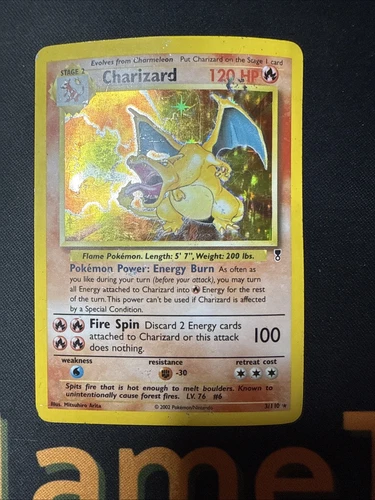 Evolves from Charmeleon Put Charizard on the Stage 1 card
STAGE 2
Charizard 120 HP
Flame Pokémon. Length: 5' 7", Weight: 200 lbs.
Pokémon Power: Energy Burn As often as
you like during your turn (before your attack), you may turn
all Energy attached to Charizard into Energy for the rest
of the turn. This power can't be used if Charizard is affected
by a Special Condition.
Fire Spin Discard 2 Energy cards
attached to Charizard or this attack
does nothing.
100
weakness resistance retreat cost
-30
Spits fire that is hot enough to melt boulders. Known to
unintentionally cause forest fires. LV. 76 #6
Illus. Mitsuhiro Arita © 2002 Pokémon/Nintendo 3/110
lame